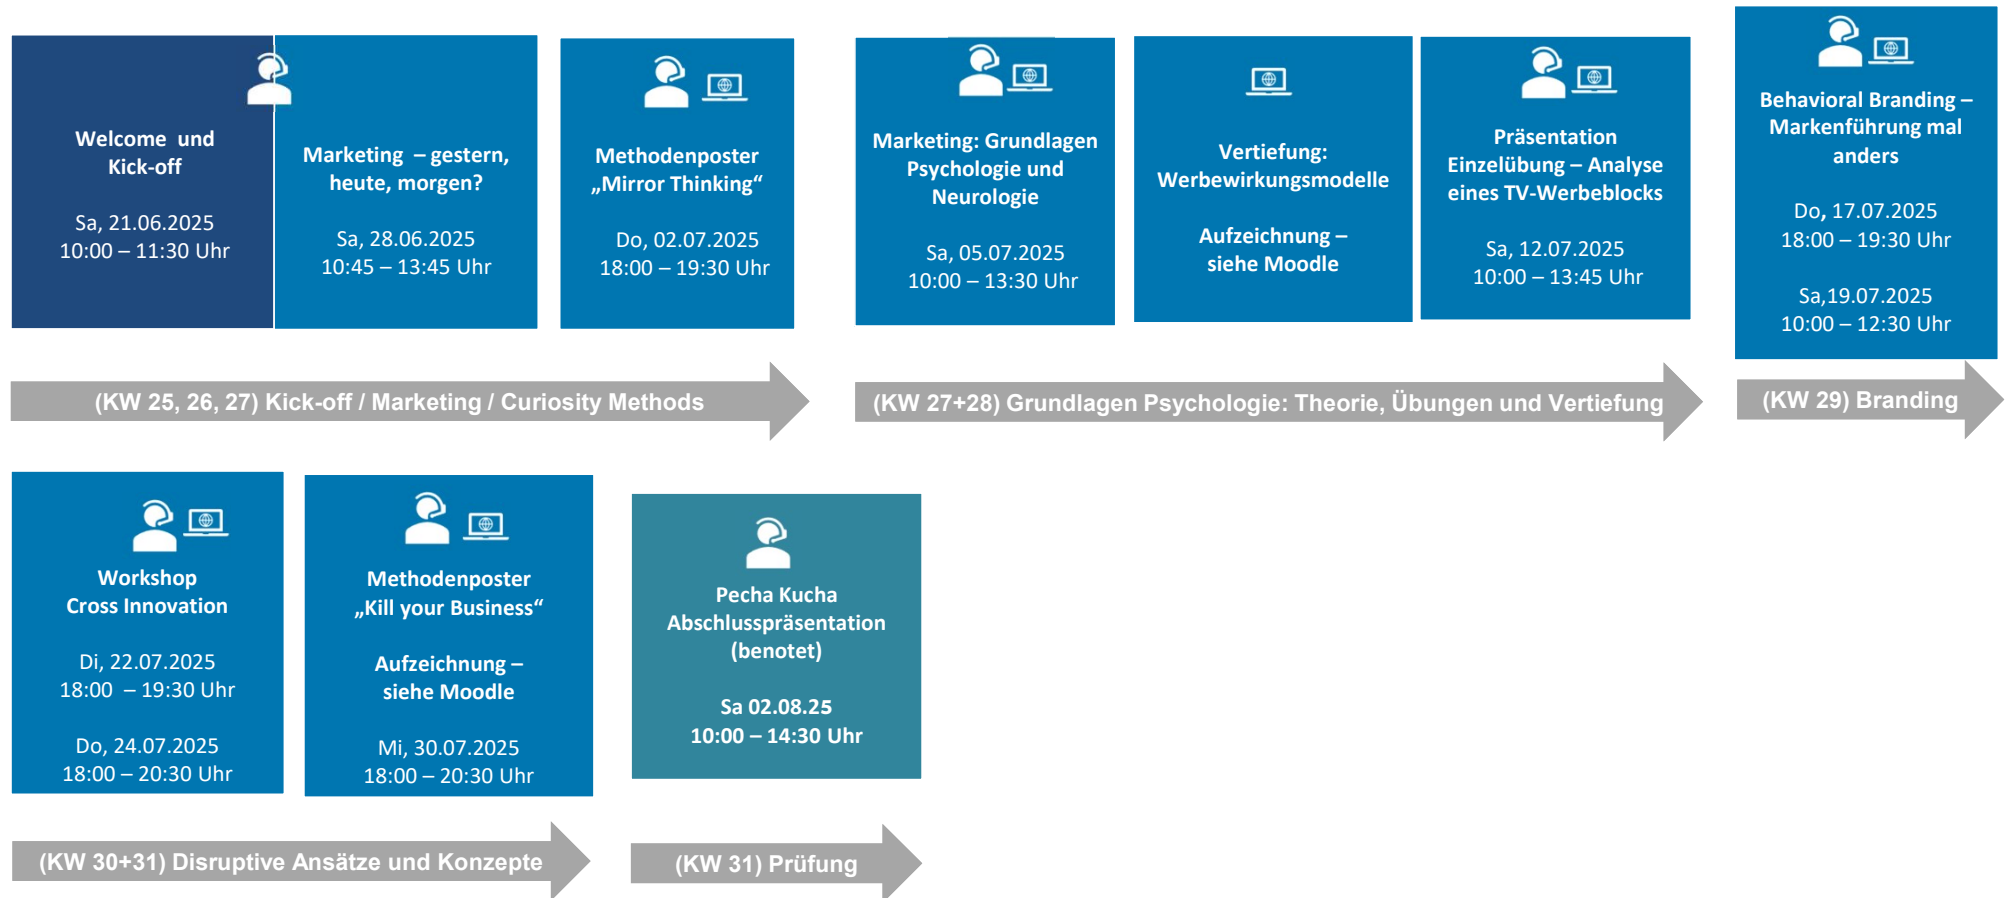 Welcome und
Kick-off
Sa, 21.06.2025
10:00 – 11:30 Uhr
Marketing – gestern,
heute, morgen?
Sa, 28.06.2025
10:45 – 13:45 Uhr
Methodenposter
„Mirror Thinking“
Do, 02.07.2025
18:00 – 19:30 Uhr
Marketing: Grundlagen
Psychologie und
Neurologie
Sa, 05.07.2025
10:00 – 13:30 Uhr
Vertiefung:
Werbewirkungsmodelle
Aufzeichnung –
siehe Moodle
Präsentation
Einzelübung – Analyse
eines TV-Werbeblocks
Sa, 12.07.2025
10:00 – 13:45 Uhr
Behavioral Branding –
Markenführung mal
anders
Do, 17.07.2025
18:00 – 19:30 Uhr
Sa,19.07.2025
10:00 – 12:30 Uhr
(KW 25, 26, 27) Kick-off / Marketing / Curiosity Methods
(KW 27+28) Grundlagen Psychologie: Theorie, Übungen und Vertiefung
(KW 29) Branding
Workshop
Cross Innovation
Di, 22.07.2025
18:00 – 19:30 Uhr
Do, 24.07.2025
18:00 – 20:30 Uhr
Methodenposter
„Kill your Business“
Aufzeichnung –
siehe Moodle
Mi, 30.07.2025
18:00 – 20:30 Uhr
Pecha Kucha
Abschlusspräsentation
(benotet)
Sa 02.08.25
10:00 – 14:30 Uhr
(KW 30+31) Disruptive Ansätze und Konzepte
(KW 31) Prüfung